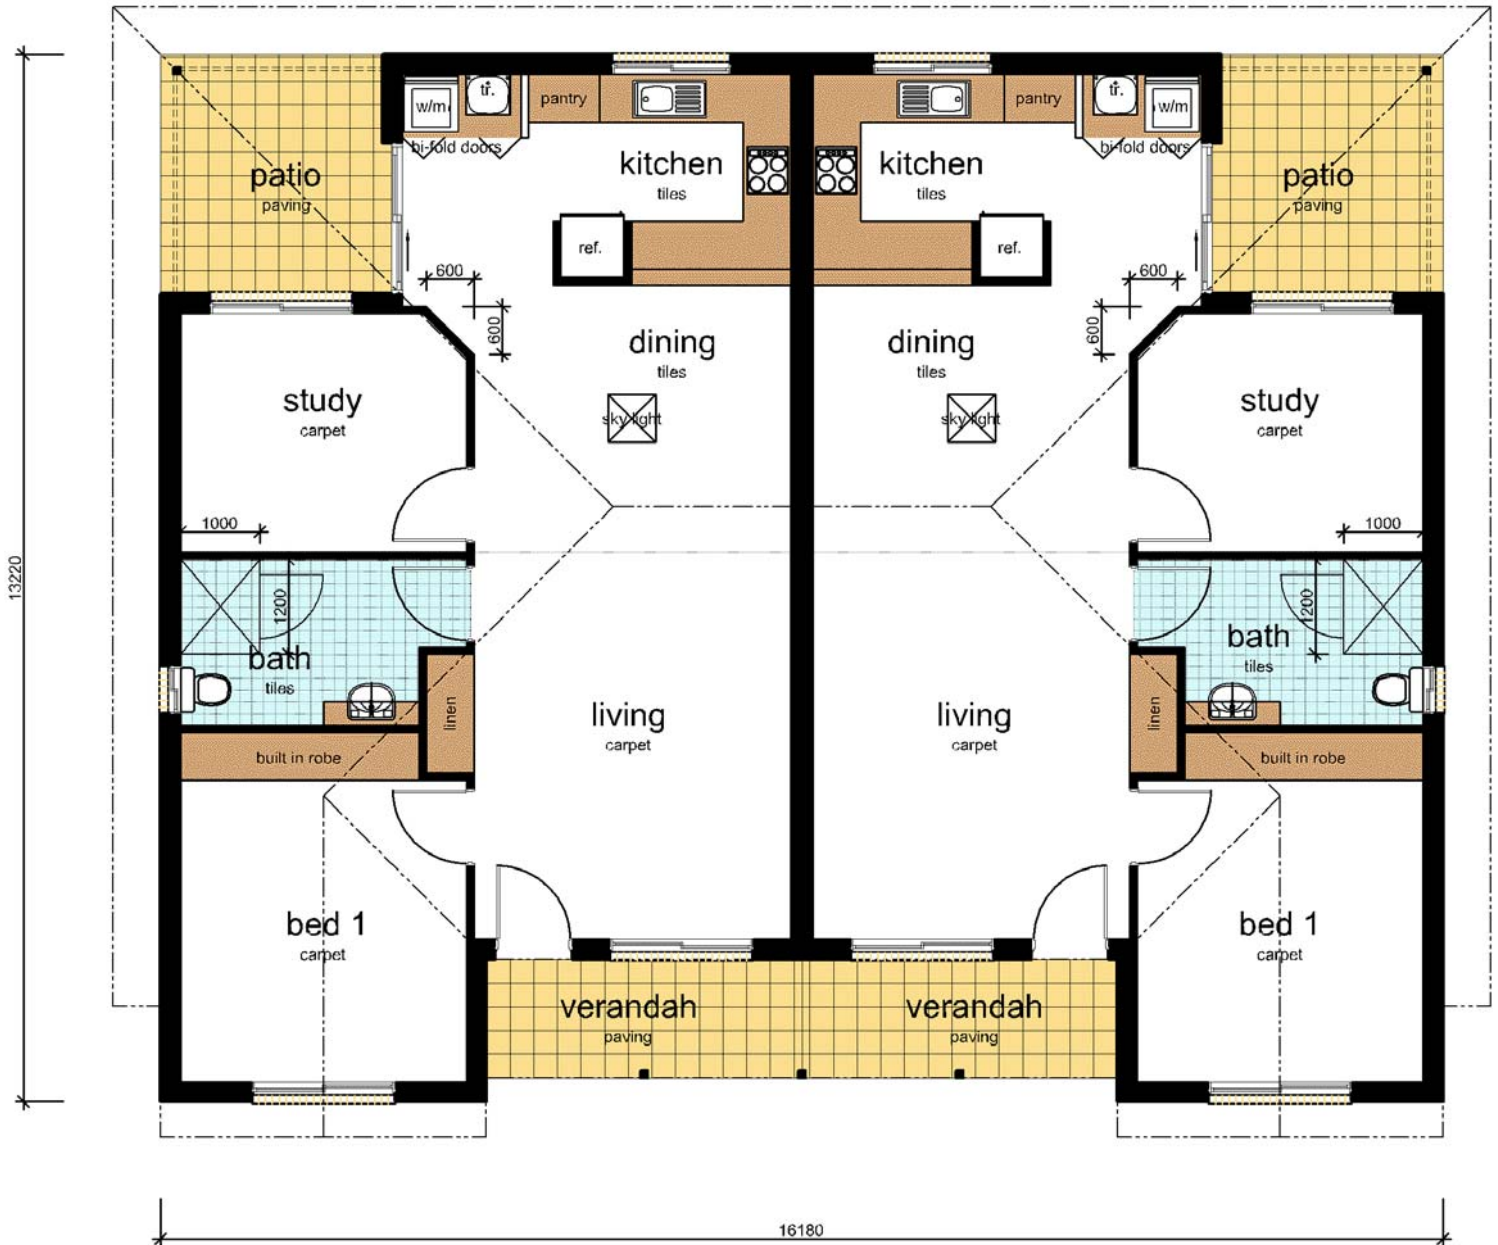 w/m
tr.
pantry
pantry
tr.
w/m
bi-fold doors
bi-fold doors
patio
paving
kitchen
tiles
kitchen
tiles
patio
paving
ref.
ref.
600
600
600
600
dining
tiles
dining
tiles
study
carpet
sky light
sky light
study
carpet
1000
1000
13220
1200
1200
bath
tiles
bath
tiles
linen
living
carpet
living
carpet
linen
built in robe
built in robe
bed 1
carpet
bed 1
carpet
verandah
paving
verandah
paving
16180